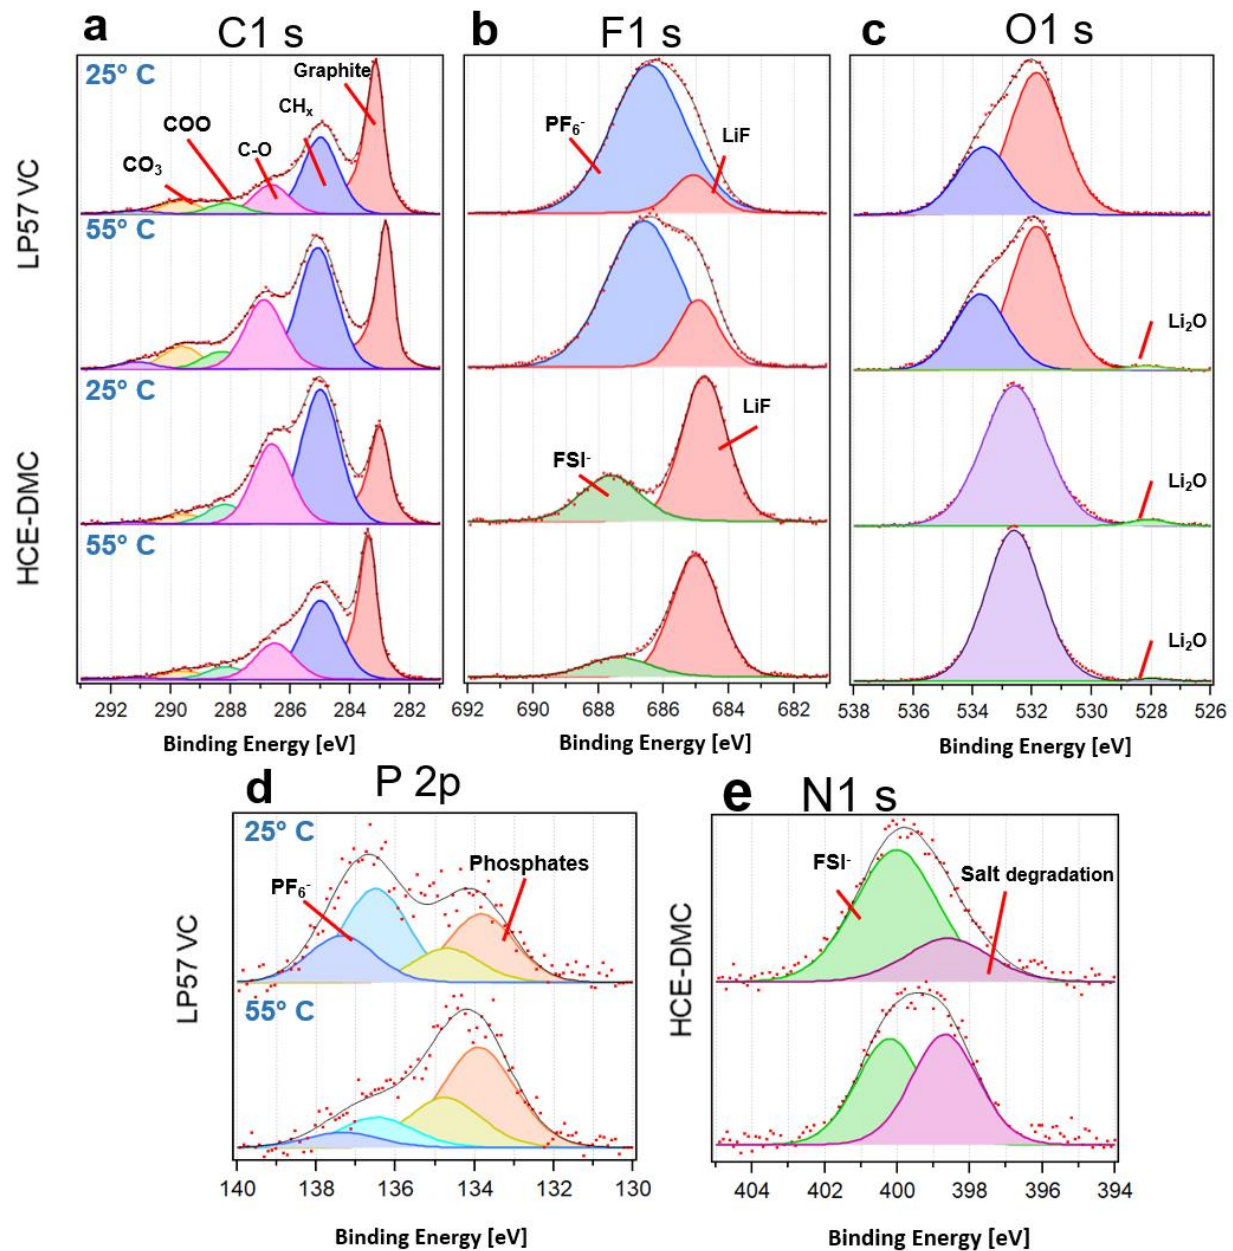 a C1 s
b F1 s
c O1 s
LP57 VC
HCE-DMC
25° C
Graphite
CHₓ
COO
C-O
CO₃
55° C
25° C
55° C
PF₆⁻
LiF
FSI⁻
LiF
Li₂O
Li₂O
Li₂O
292 290 288 286 284 282
692 690 688 686 684 682
538 536 534 532 530 528 526
Binding Energy [eV]
Binding Energy [eV]
Binding Energy [eV]
d P 2p
LP57 VC
25° C
PF₆⁻
Phosphates
55° C
140 138 136 134 132 130
Binding Energy [eV]
e N1 s
HCE-DMC
FSI⁻
Salt degradation
404 402 400 398 396 394
Binding Energy [eV]